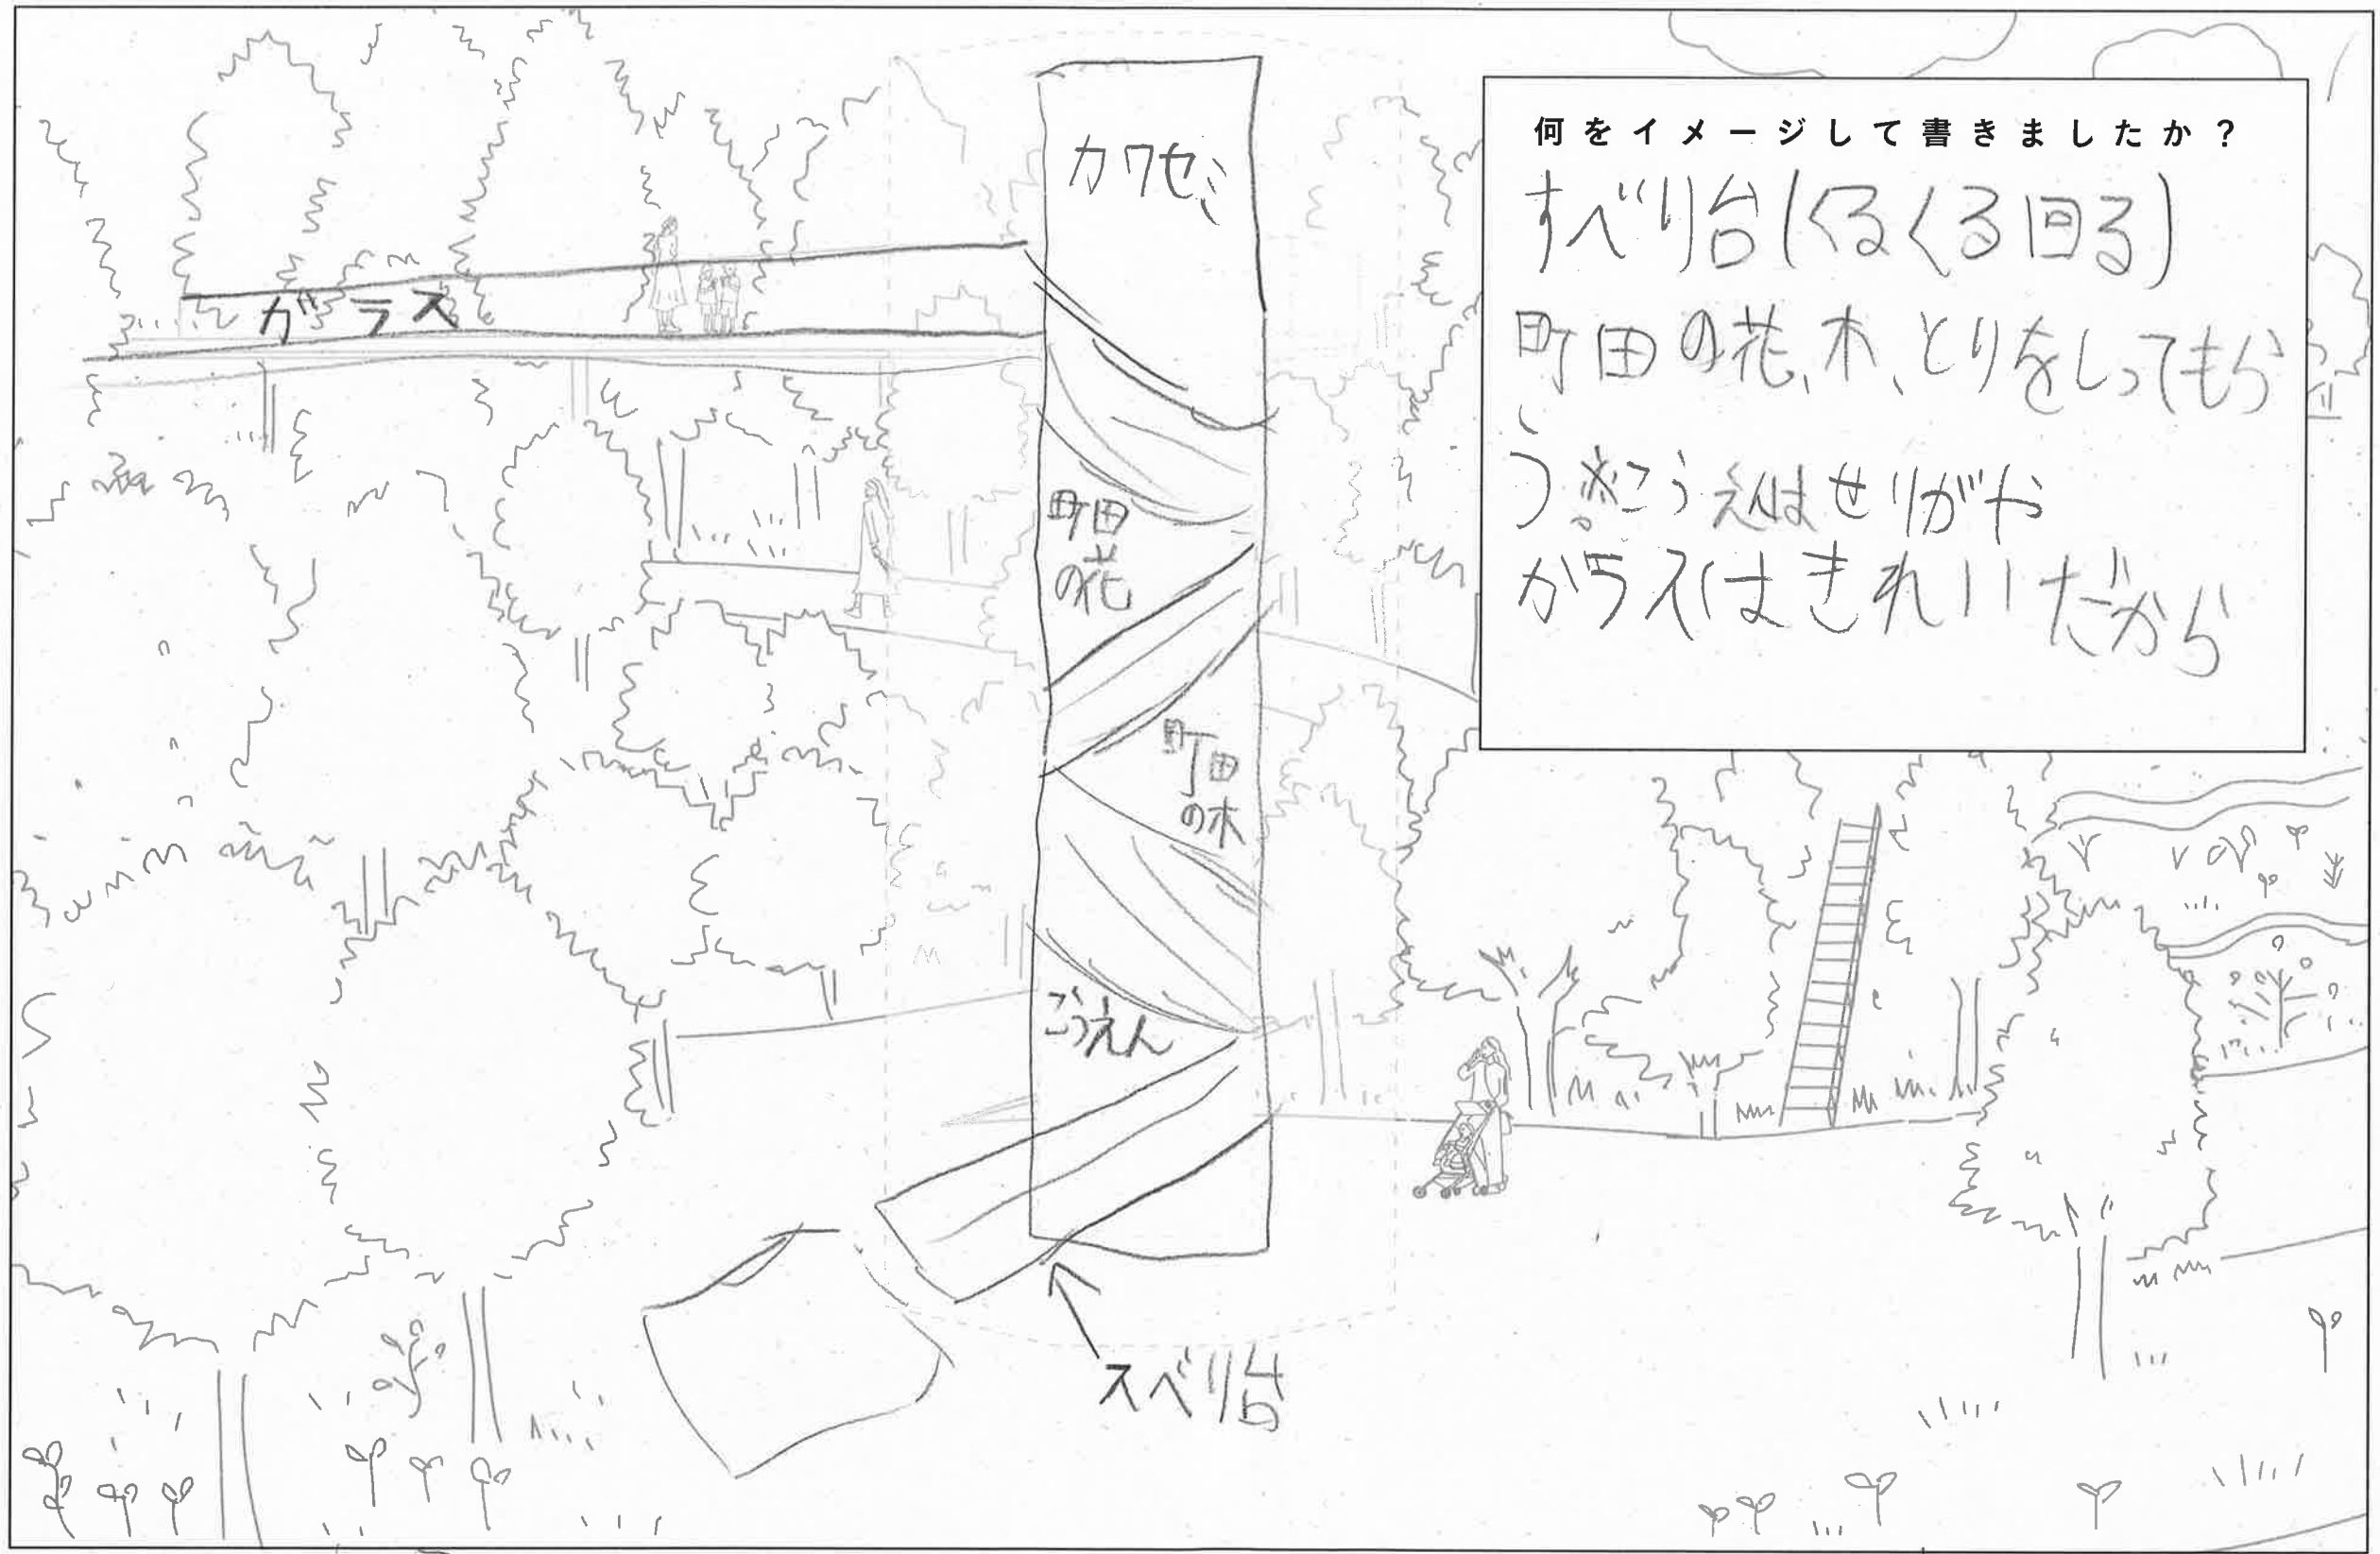 カワセミ
ガラス
町田
の花
町田
の木
こうえん
スベリ台
何をイメージして書きましたか？
すべり台(くるくる回る)
町田の花、木、とりをしってもら
う。※こうえんはせりがや
ガラスはきれいだから